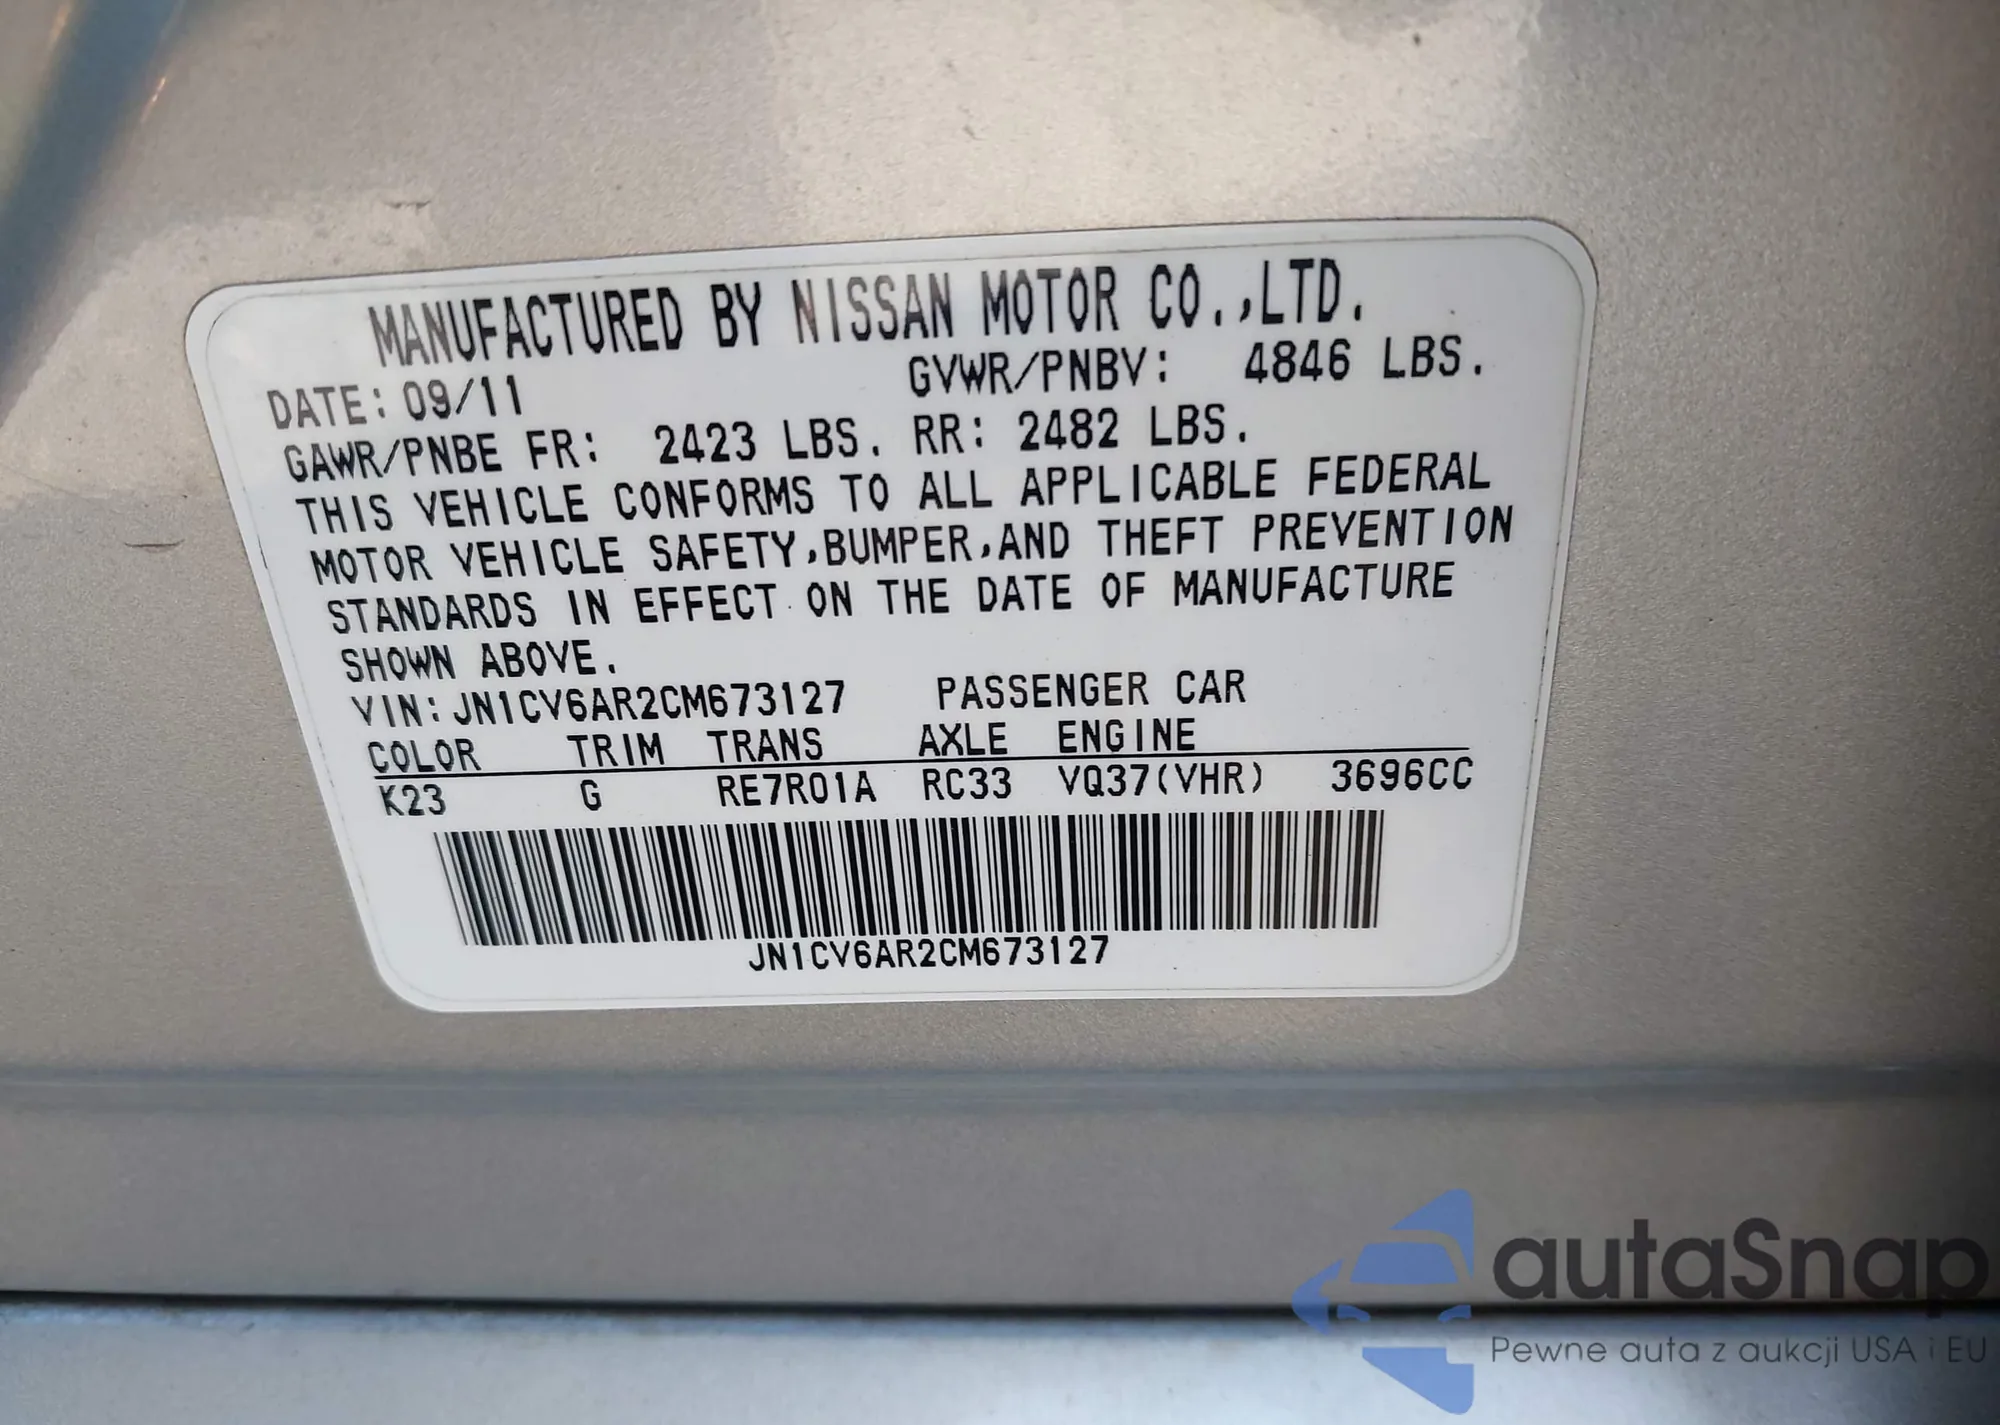 MANUFACTURED BY NISSAN MOTOR CO.,LTD.
DATE: 09/11 GVWR/PNBV: 4846 LBS.
GAWR/PNBE FR: 2423 LBS. RR: 2482 LBS.
THIS VEHICLE CONFORMS TO ALL APPLICABLE FEDERAL
MOTOR VEHICLE SAFETY,BUMPER,AND THEFT PREVENTION
STANDARDS IN EFFECT ON THE DATE OF MANUFACTURE
SHOWN ABOVE.
VIN: JN1CV6AR2CM673127 PASSENGER CAR
COLOR TRIM TRANS AXLE ENGINE
K23 G RE7R01A RC33 VQ37(VHR) 3696CC
JN1CV6AR2CM673127
autaSnap
Pewne auta z aukcji USA i EU